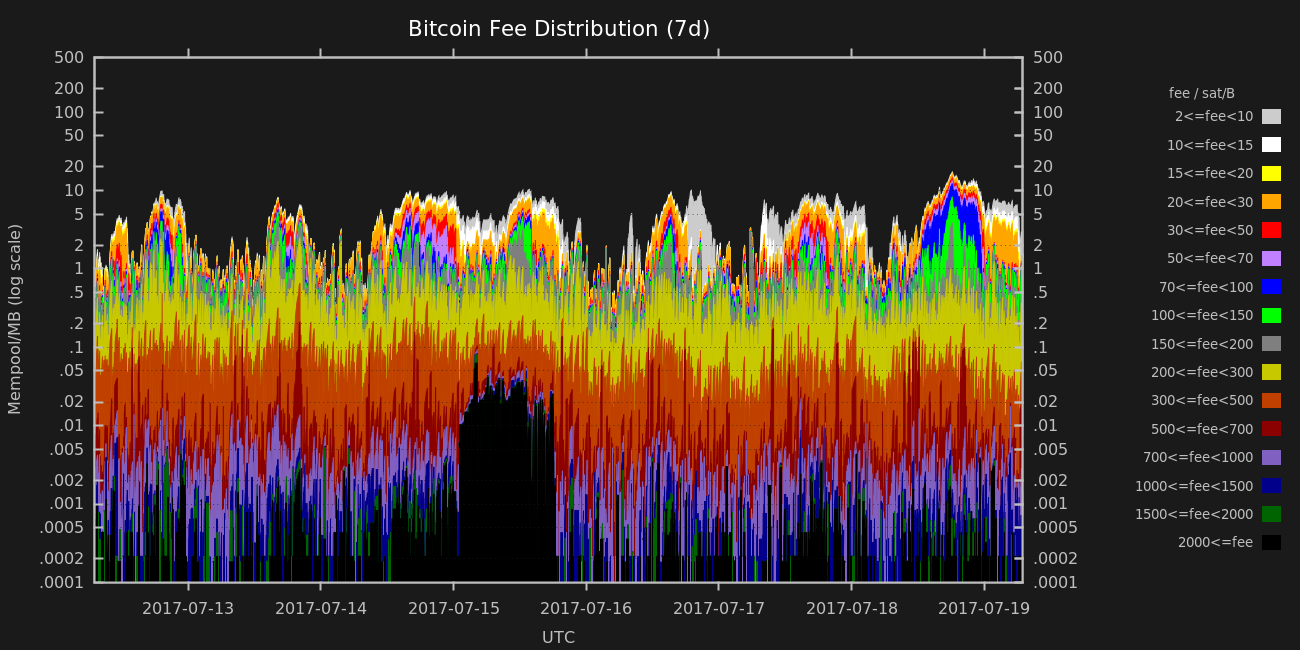 Bitcoin Fee Distribution (7d)
500
200
100
50
20
10
5
2
1
.5
.2
.1
.05
.02
.01
.005
.002
.001
.0005
.0002
.0001
Mempool/MB (log scale)
500
200
100
50
20
10
5
2
1
.5
.2
.1
.05
.02
.01
.005
.002
.001
.0005
.0002
.0001
2017-07-13 2017-07-14 2017-07-15 2017-07-16 2017-07-17 2017-07-18 2017-07-19
UTC
fee / sat/B
2<=fee<10
10<=fee<15
15<=fee<20
20<=fee<30
30<=fee<50
50<=fee<70
70<=fee<100
100<=fee<150
150<=fee<200
200<=fee<300
300<=fee<500
500<=fee<700
700<=fee<1000
1000<=fee<1500
1500<=fee<2000
2000<=fee